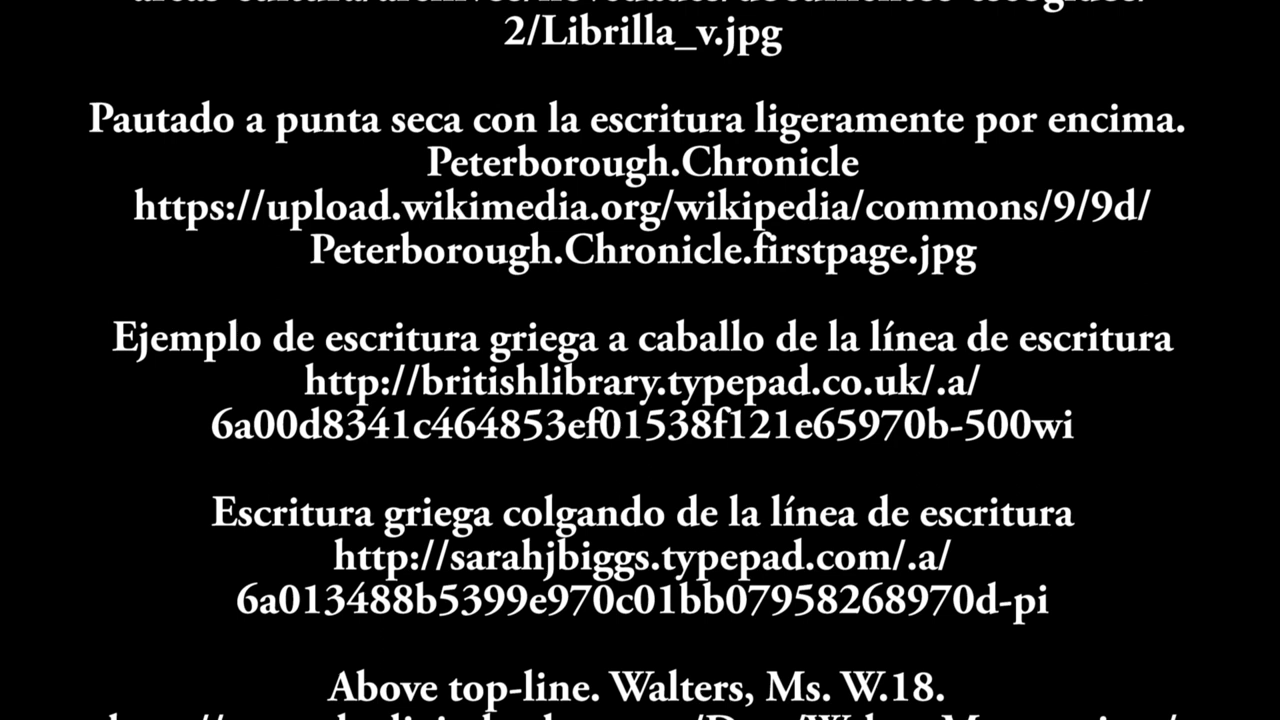 2/Librilla_v.jpg
Pautado a punta seca con la escritura ligeramente por encima.
Peterborough.Chronicle
https://upload.wikimedia.org/wikipedia/commons/9/9d/
Peterborough.Chronicle.firstpage.jpg
Ejemplo de escritura griega a caballo de la línea de escritura
http://britishlibrary.typepad.co.uk/.a/
6a00d8341c464853ef01538f121e65970b-500wi
Escritura griega colgando de la línea de escritura
http://sarahjbiggs.typepad.com/.a/
6a013488b5399e970c01bb07958268970d-pi
Above top-line. Walters, Ms. W.18.